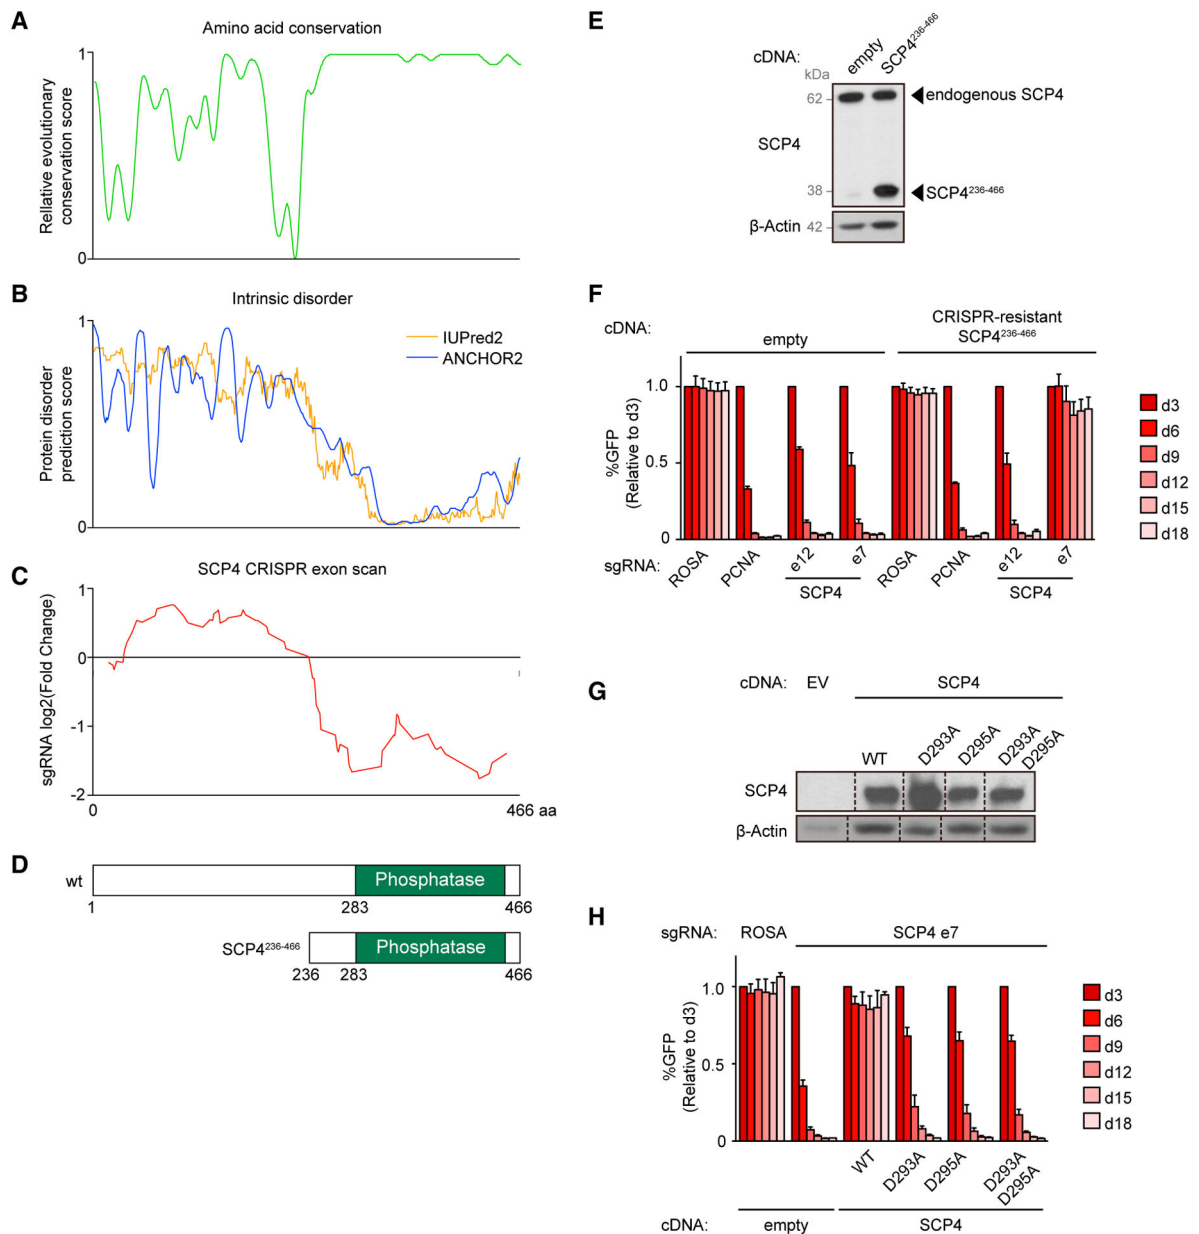 A
Amino acid conservation
1
0
Rellative evolutionary
conservation score
B
Intrinsic disorder
1
0
Protein disorder
prediction score
IUPred2
ANCHOR2
C
SCP4 CRISPR exon scan
1
0
-1
-2
sgRNA log2(Fold Change)
0
466 aa
D
wt
Phosphatase
1
283
466
SCP4236-466
Phosphatase
236
283
466
E
cDNA:
empty
SCP4236-466
kDa
62
endogenous SCP4
SCP4
38
SCP4236-466
β-Actin
42
F
cDNA:
empty
CRISPR-resistant
SCP4236-466
1.0
0.5
0
%GFP
(Relative to d3)
d3
d6
d9
d12
d15
d18
sgRNA:
ROSA
PCNA
e12
e7
ROSA
PCNA
e12
e7
SCP4
SCP4
G
cDNA:
EV
SCP4
WT
D293A
D295A
D293A
D295A
SCP4
β-Actin
H
sgRNA:
ROSA
SCP4 e7
1.0
0.5
0
%GFP
(Relative to d3)
d3
d6
d9
d12
d15
d18
WT
D293A
D295A
D293A
D295A
cDNA:
empty
SCP4